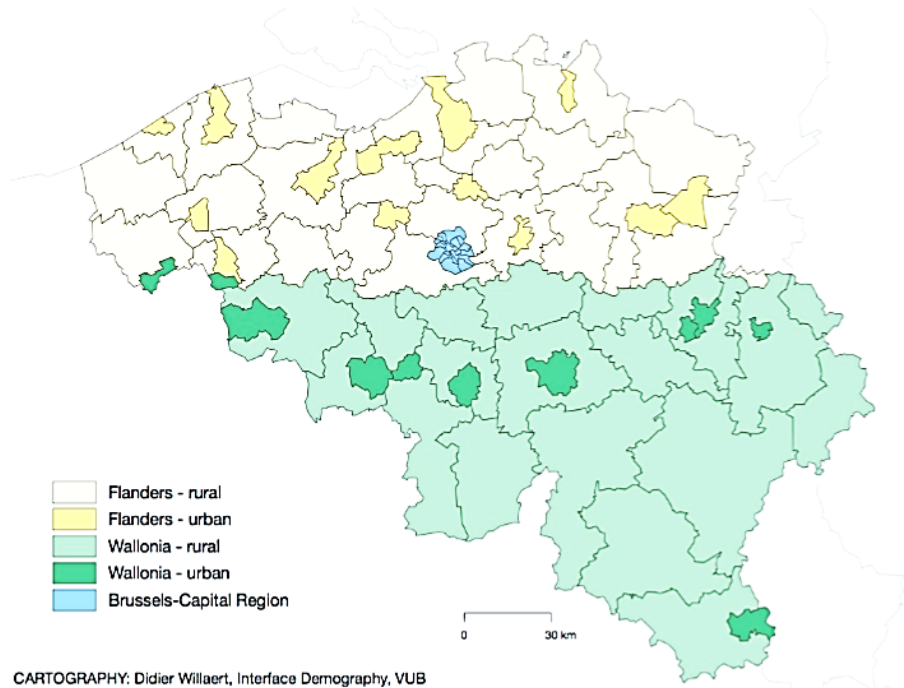 Flanders - rural
Flanders - urban
Wallonia - rural
Wallonia - urban
Brussels-Capital Region
0 30 km
CARTOGRAPHY: Didier Willaert, Interface Demography, VUB